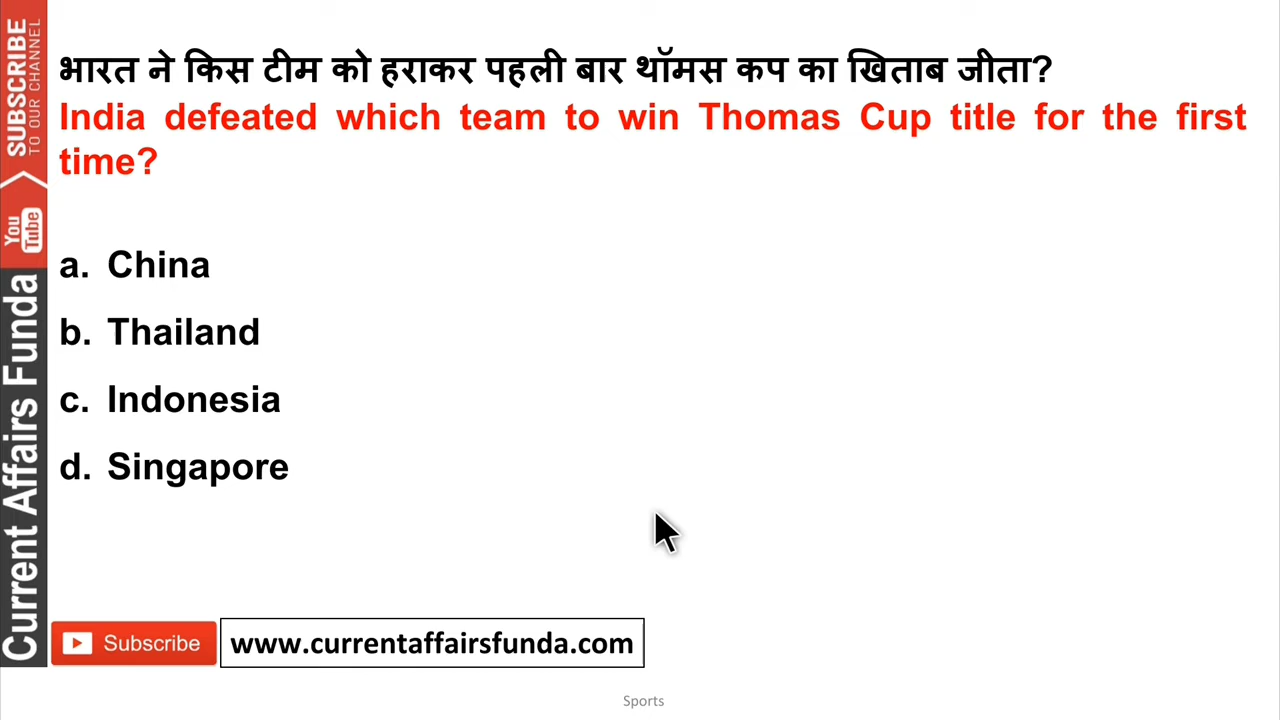 भारत ने किस टीम को हराकर पहली बार थॉमस कप का खिताब जीता?
India defeated which team to win Thomas Cup title for the first
time?
a. China
b. Thailand
c. Indonesia
d. Singapore
SUBSCRIBE
TO OUR CHANNEL
You
Tube
Current Affairs Funda
Subscribe
www.currentaffairsfunda.com
Sports